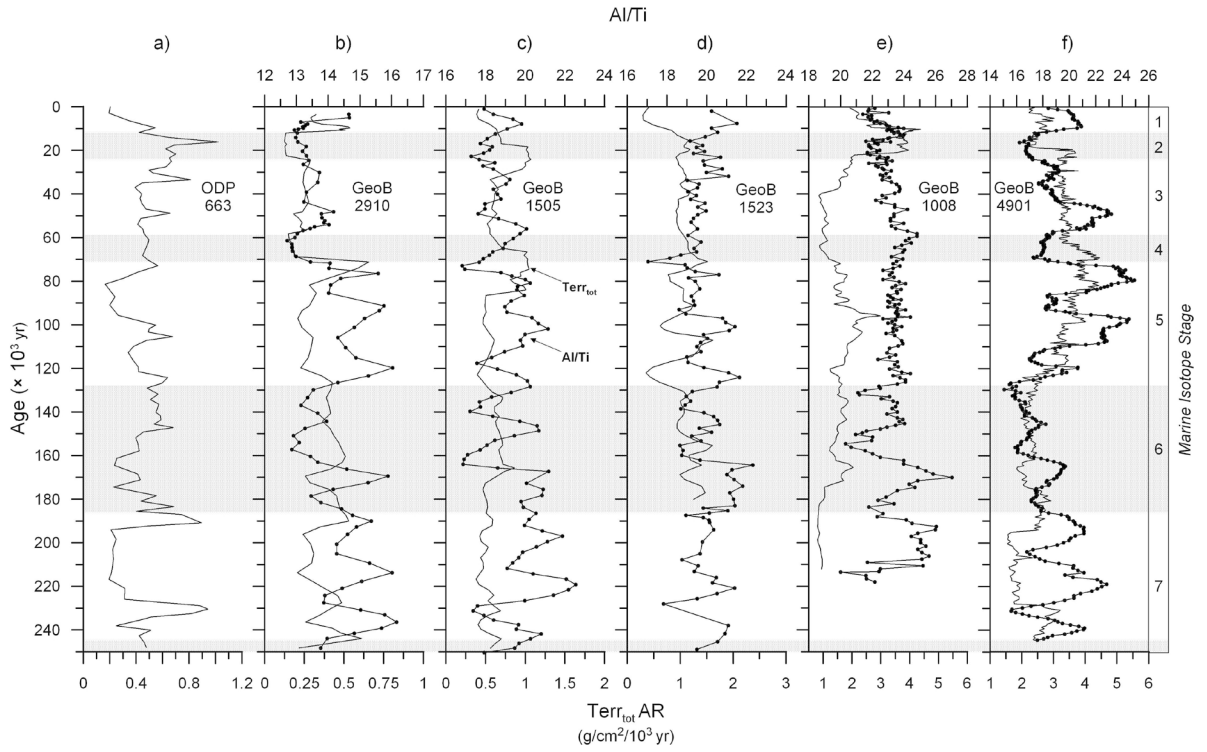 Al/Ti
a) b) c) d) e) f)
12 13 14 15 16 17 16 18 20 22 24 16 18 20 22 24 18 20 22 24 26 28 14 16 18 20 22 24 26
0
20
40
60
80
100
120
140
160
180
200
220
240
Age (× 10³ yr)
ODP
663
GeoB
2910
GeoB
1505
GeoB
1523
GeoB
1008
GeoB
4901
Terrtot
Al/Ti
1
2
3
4
5
6
7
Marine Isotope Stage
0 0.4 0.8 1.2 0 0.25 0.5 0.75 1 0 0.5 1 1.5 2 0 1 2 3 1 2 3 4 5 6 1 2 3 4 5 6
Terrtot AR
(g/cm²/10³ yr)